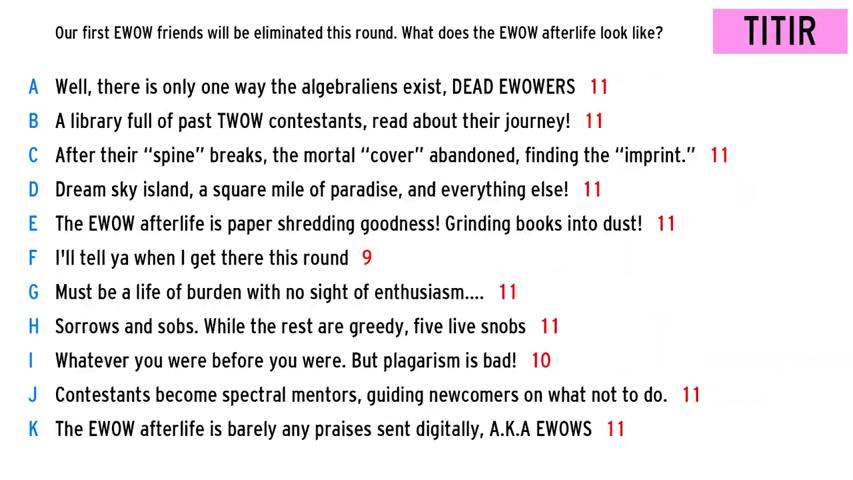 Our first EWOW friends will be eliminated this round. What does the EWOW afterlife look like?
TITIR
A Well, there is only one way the algebraliens exist, DEAD EWOWERS 11
B A library full of past TWOW contestants, read about their journey! 11
C After their “spine” breaks, the mortal “cover” abandoned, finding the “imprint.” 11
D Dream sky island, a square mile of paradise, and everything else! 11
E The EWOW afterlife is paper shredding goodness! Grinding books into dust! 11
F I'll tell ya when I get there this round 9
G Must be a life of burden with no sight of enthusiasm.... 11
H Sorrows and sobs. While the rest are greedy, five live snobs 11
I Whatever you were before you were. But plagarism is bad! 10
J Contestants become spectral mentors, guiding newcomers on what not to do. 11
K The EWOW afterlife is barely any praises sent digitally, A.K.A EWOWS 11